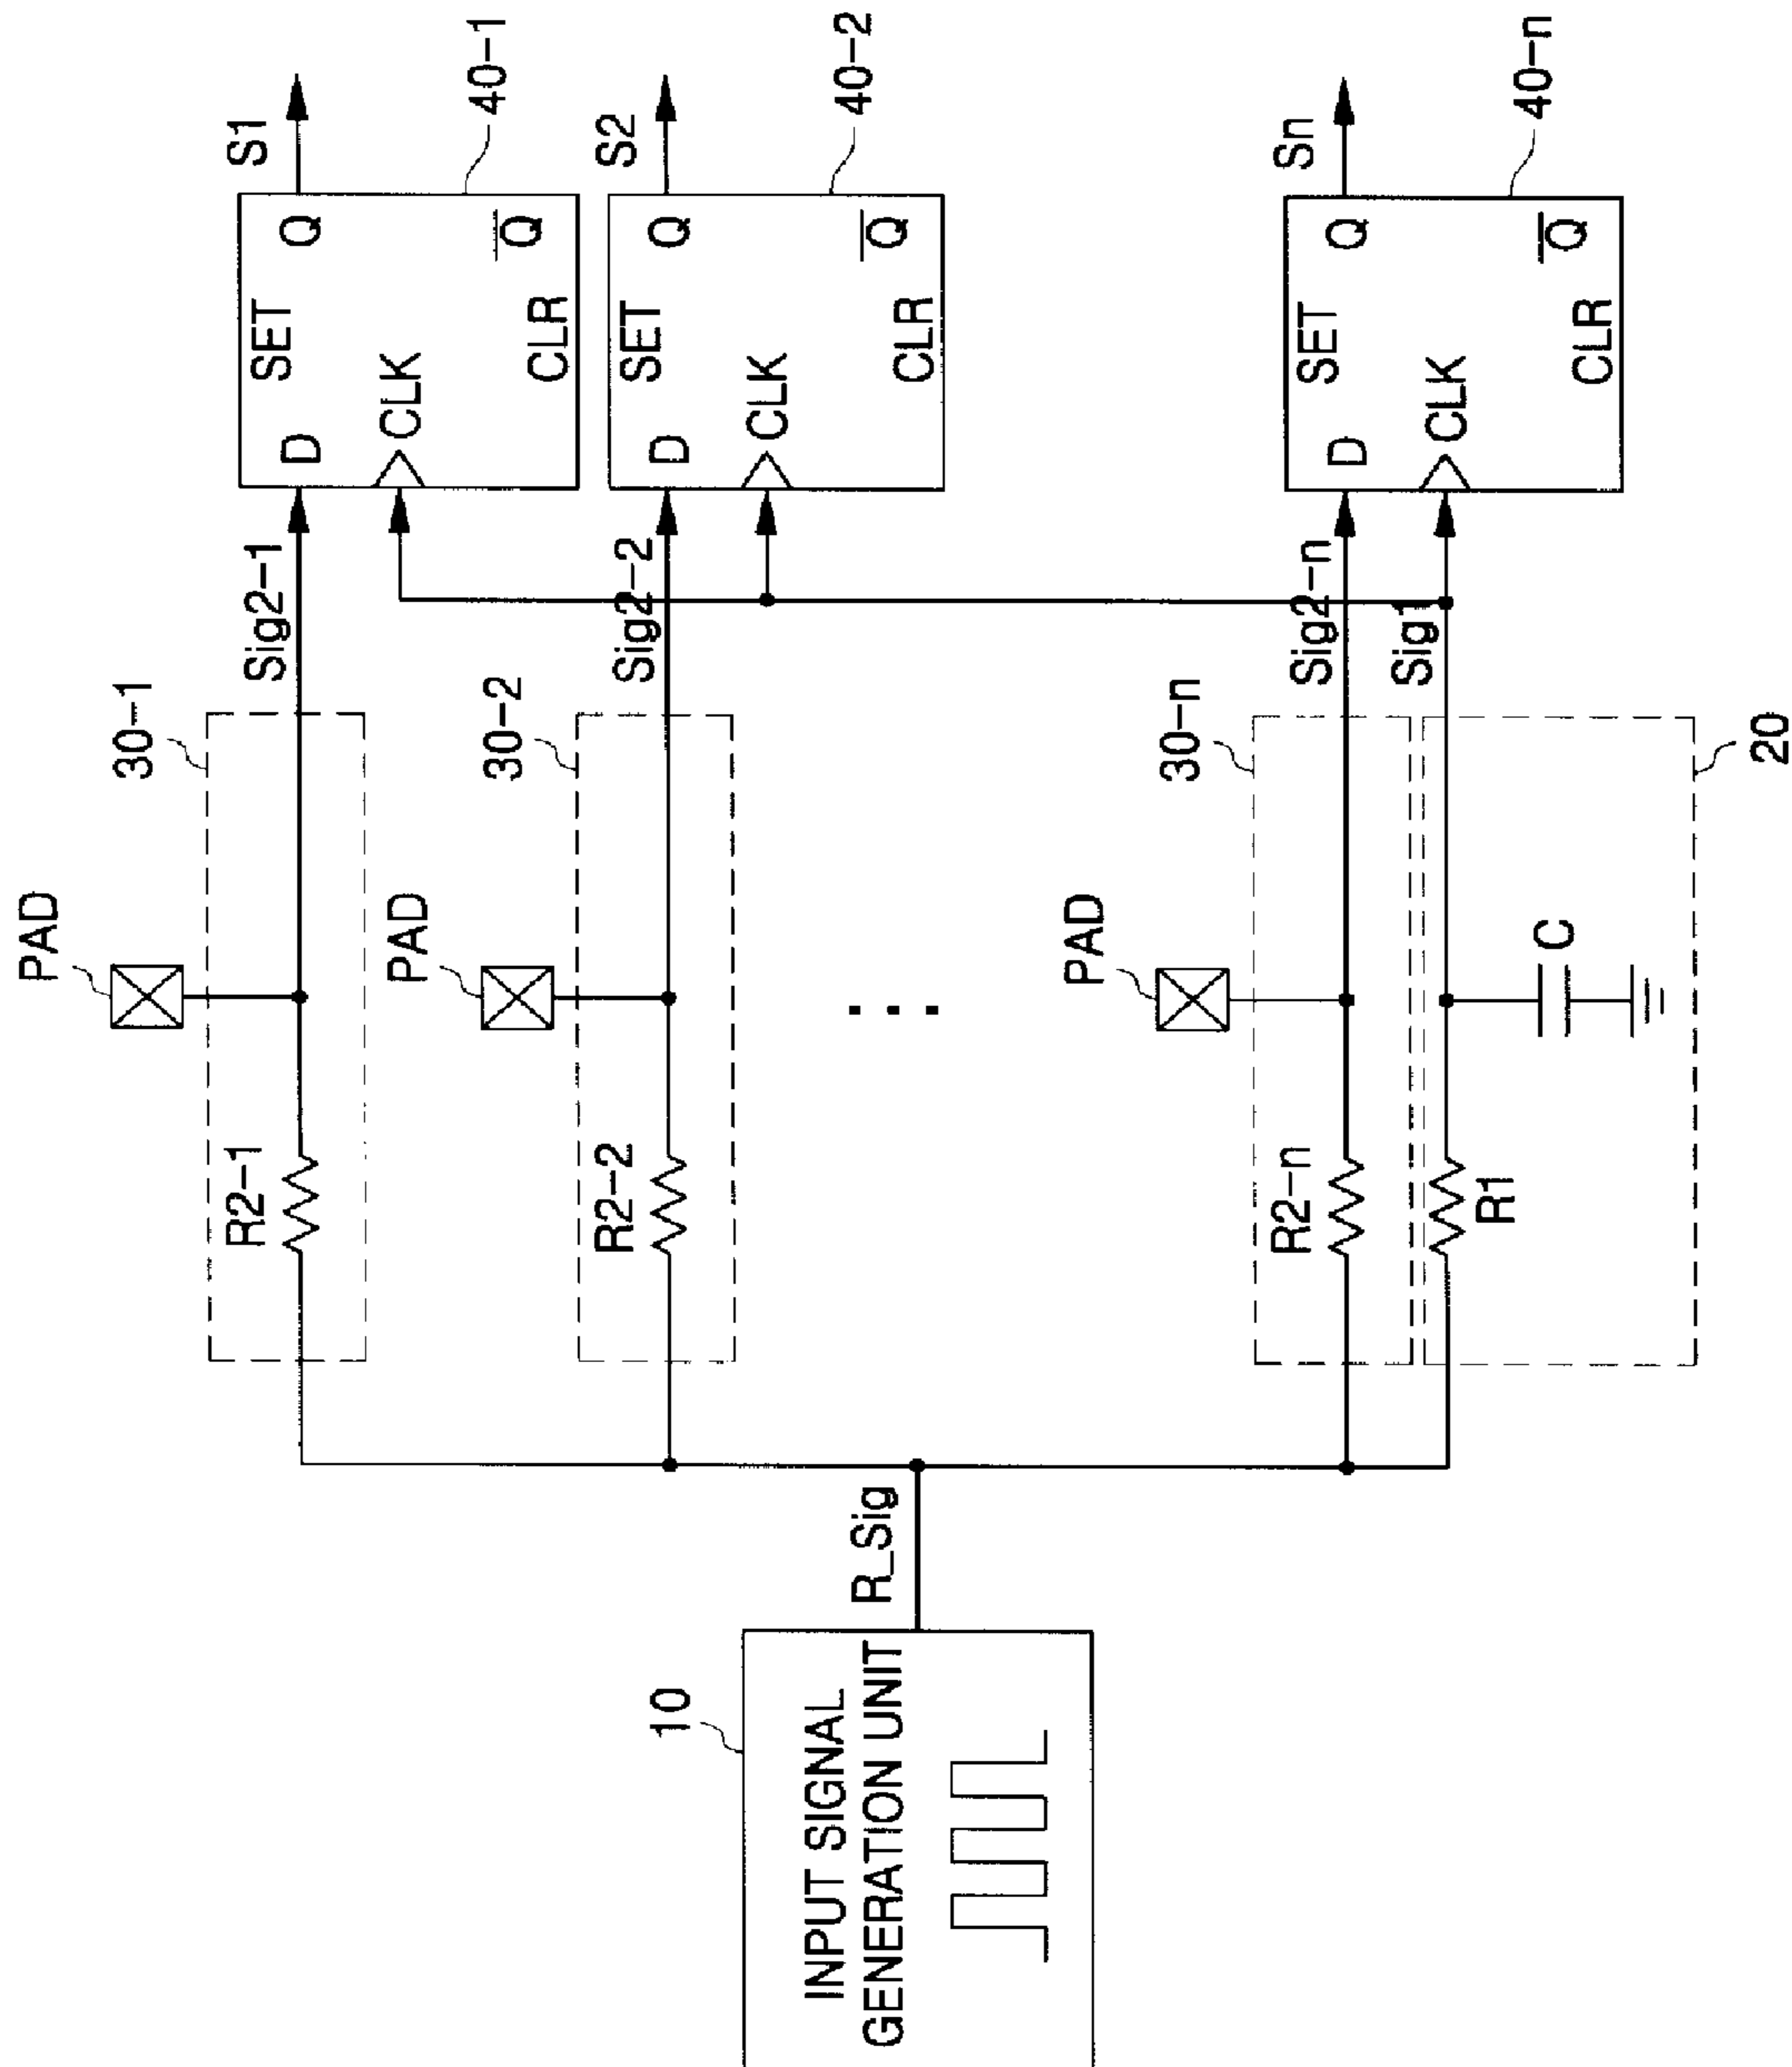 10
INPUT SIGNAL
GENERATION UNIT
R_Sig
PAD
30-1
R2-1
Sig2-1
S1
D
SET
Q
CLK
CLR
Q
40-1
PAD
30-2
R2-2
Sig2-2
S2
D
SET
Q
CLK
CLR
Q
40-2
...
PAD
30-n
R2-n
Sig2-n
Sn
D
SET
Q
CLK
CLR
Q
40-n
R1
Sig1
C
20